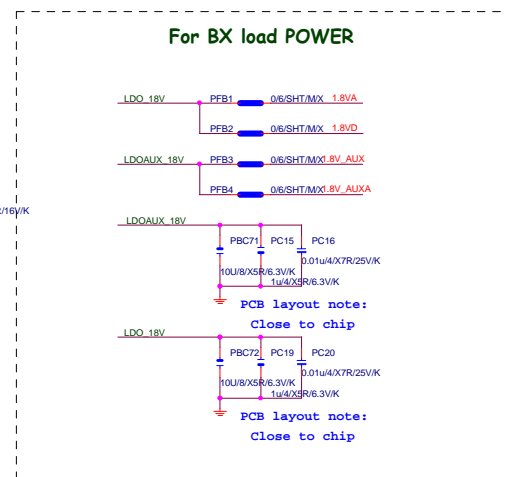 For BX load POWER
LDO_18V PFB1 0/6/SHT/M/X 1.8VA
PFB2 0/6/SHT/M/X 1.8VD
LDOAUX_18V PFB3 0/6/SHT/M/X 1.8V_AUX
PFB4 0/6/SHT/M/X 1.8V_AUXA
/16V/K
LDOAUX_18V
PBC71 PC15 PC16
0.01u/4/X7R/25V/K
10U/8/X5R/6.3V/K
1u/4/X5R/6.3V/K
PCB layout note:
Close to chip
LDO_18V
PBC72 PC19 PC20
0.01u/4/X7R/25V/K
10U/8/X5R/6.3V/K
1u/4/X5R/6.3V/K
PCB layout note:
Close to chip